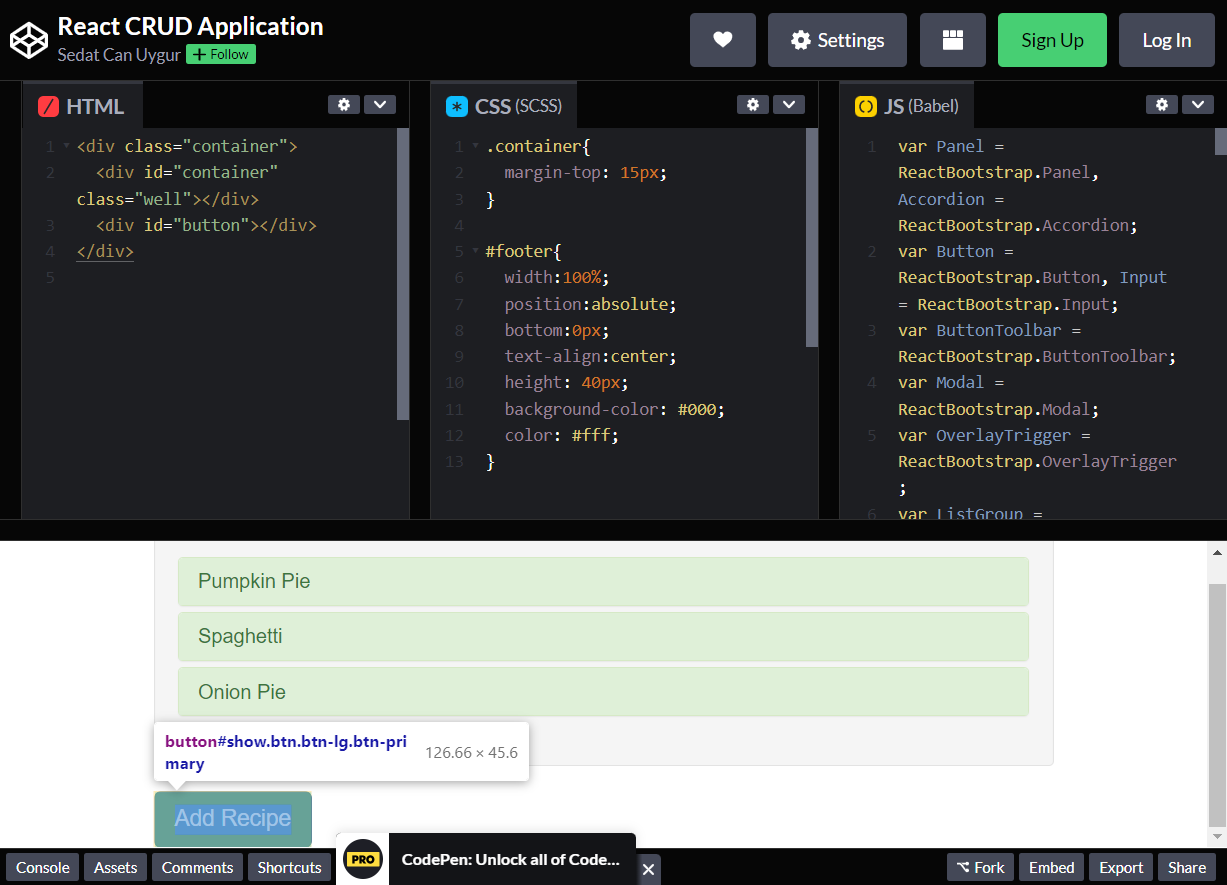 React CRUD Application
Sedat Can Uygur + Follow
Settings
Sign Up
Log In
HTML
1 <div class="container">
2 <div id="container"
class="well"></div>
3 <div id="button"></div>
4 </div>
5
CSS (SCSS)
1 .container{
2 margin-top: 15px;
3 }
4
5 #footer{
6 width:100%;
7 position:absolute;
8 bottom:0px;
9 text-align:center;
10 height: 40px;
11 background-color: #000;
12 color: #fff;
13 }
JS (Babel)
1 var Panel =
ReactBootstrap.Panel,
Accordion =
ReactBootstrap.Accordion;
2 var Button =
ReactBootstrap.Button, Input
= ReactBootstrap.Input;
3 var ButtonToolbar =
ReactBootstrap.ButtonToolbar;
4 var Modal =
ReactBootstrap.Modal;
5 var OverlayTrigger =
ReactBootstrap.OverlayTrigger
;
6 var ListGroup =
Pumpkin Pie
Spaghetti
Onion Pie
button#show.btn.btn-lg.btn-pri
mary
126.66 × 45.6
Add Recipe
Console
Assets
Comments
Shortcuts
PRO
CodePen: Unlock all of Code...
Fork
Embed
Export
Share